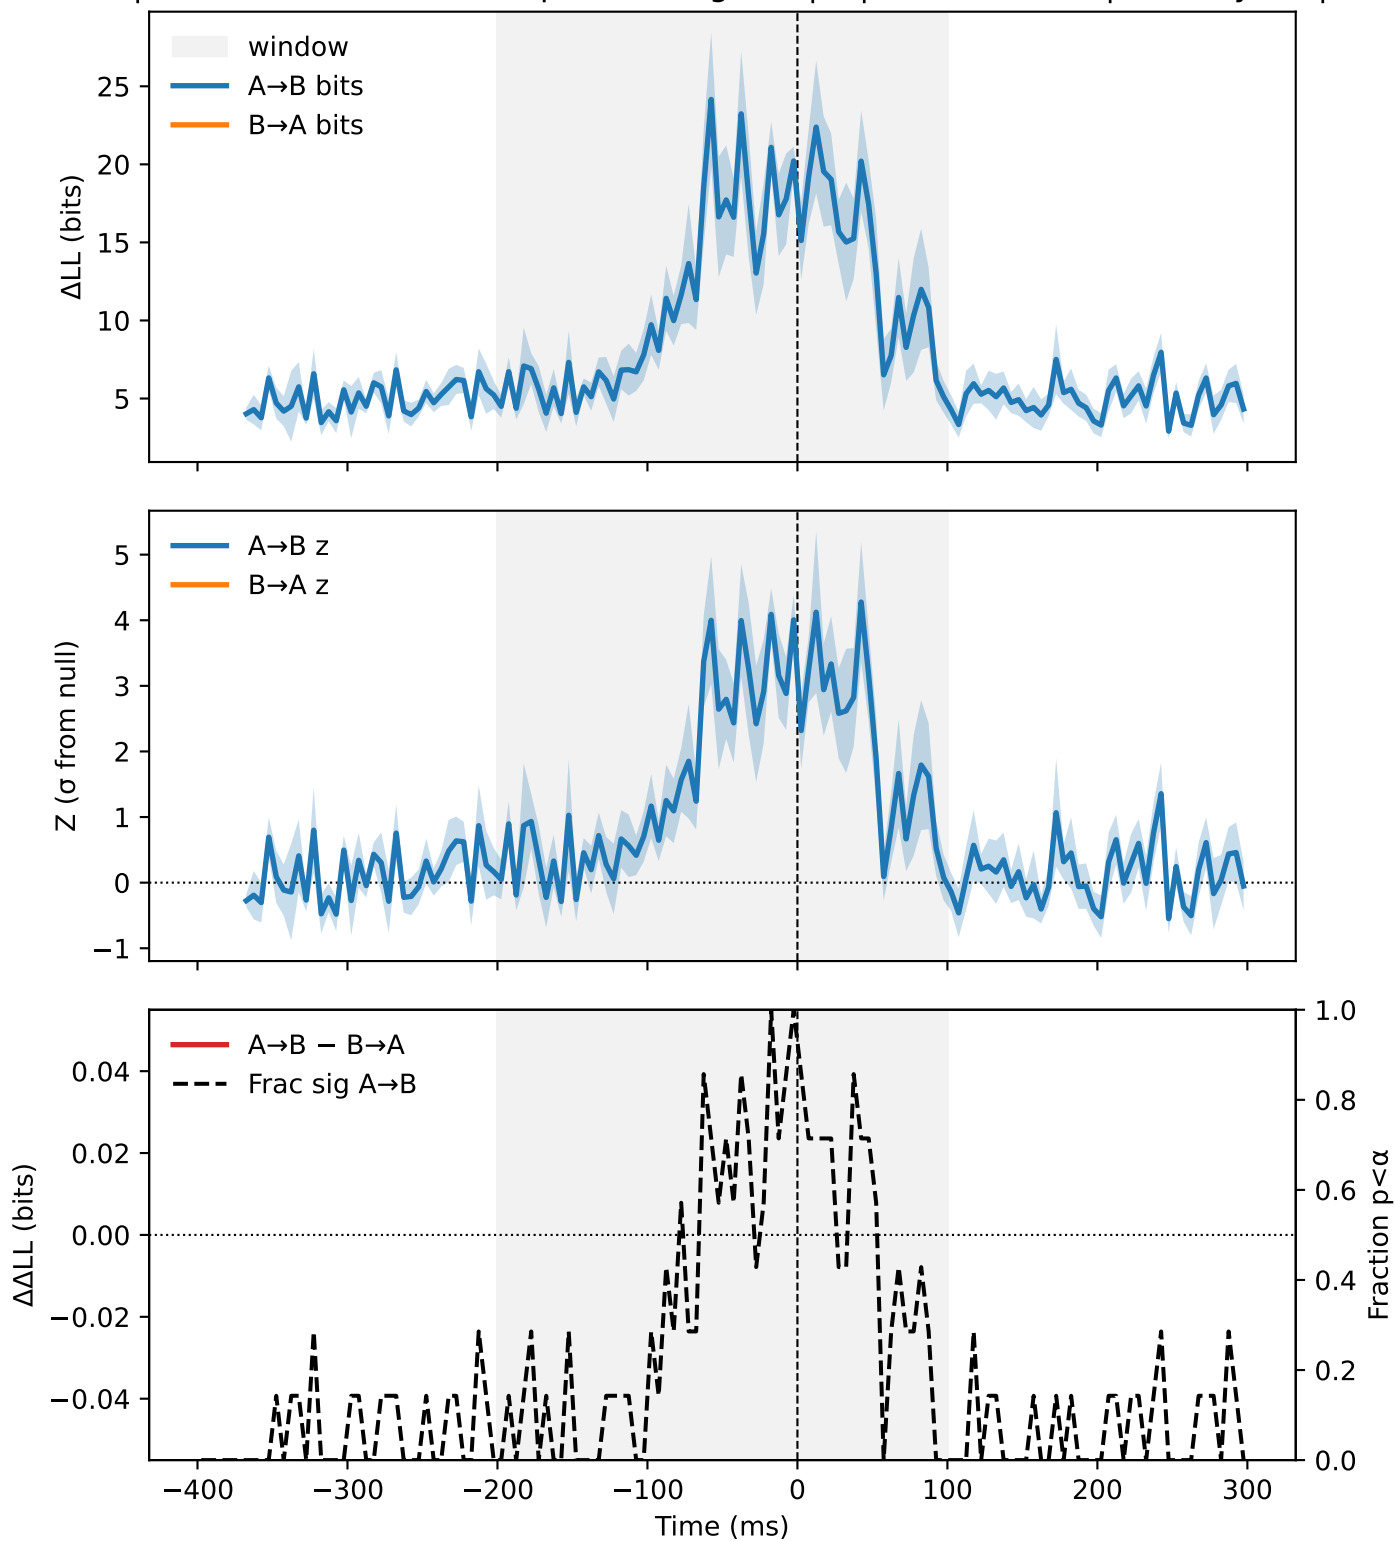 window
A→B bits
B→A bits
ΔLL (bits)
25
20
15
10
5
A→B z
B→A z
Z (σ from null)
5
4
3
2
1
0
−1
A→B − B→A
Frac sig A→B
ΔΔLL (bits)
0.04
0.02
0.00
−0.02
−0.04
1.0
0.8
0.6
0.4
0.2
0.0
Fraction p<α
−400 −300 −200 −100 0 100 200 300
Time (ms)